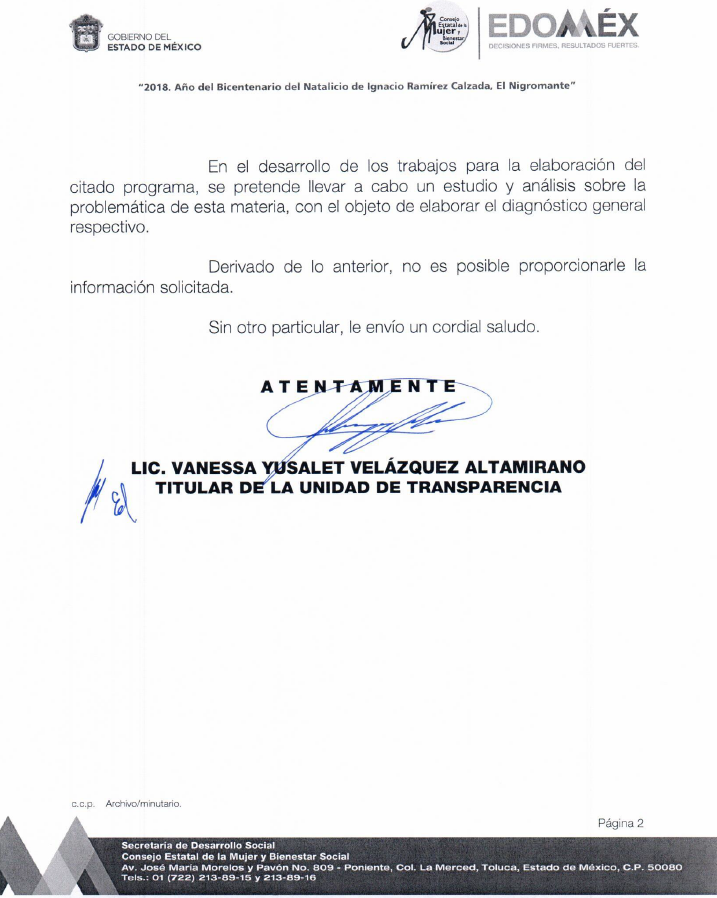 GOBIERNO DEL
ESTADO DE MÉXICO
Consejo
Estatal de la
Mujer y
Bienestar
Social
EDOMÉX
DECISIONES FIRMES, RESULTADOS FUERTES.
"2018. Año del Bicentenario del Natalicio de Ignacio Ramírez Calzada, El Nigromante"
En el desarrollo de los trabajos para la elaboración del
citado programa, se pretende llevar a cabo un estudio y análisis sobre la
problemática de esta materia, con el objeto de elaborar el diagnóstico general
respectivo.
Derivado de lo anterior, no es posible proporcionarle la
información solicitada.
Sin otro particular, le envío un cordial saludo.
A T E N T A M E N T E
LIC. VANESSA YUSALET VELÁZQUEZ ALTAMIRANO
TITULAR DE LA UNIDAD DE TRANSPARENCIA
c.c.p. Archivo/minutario.
Página 2
Secretaría de Desarrollo Social
Consejo Estatal de la Mujer y Bienestar Social
Av. José María Morelos y Pavón No. 809 - Poniente, Col. La Merced, Toluca, Estado de México, C.P. 50080
Tels.: 01 (722) 213-89-15 y 213-89-16